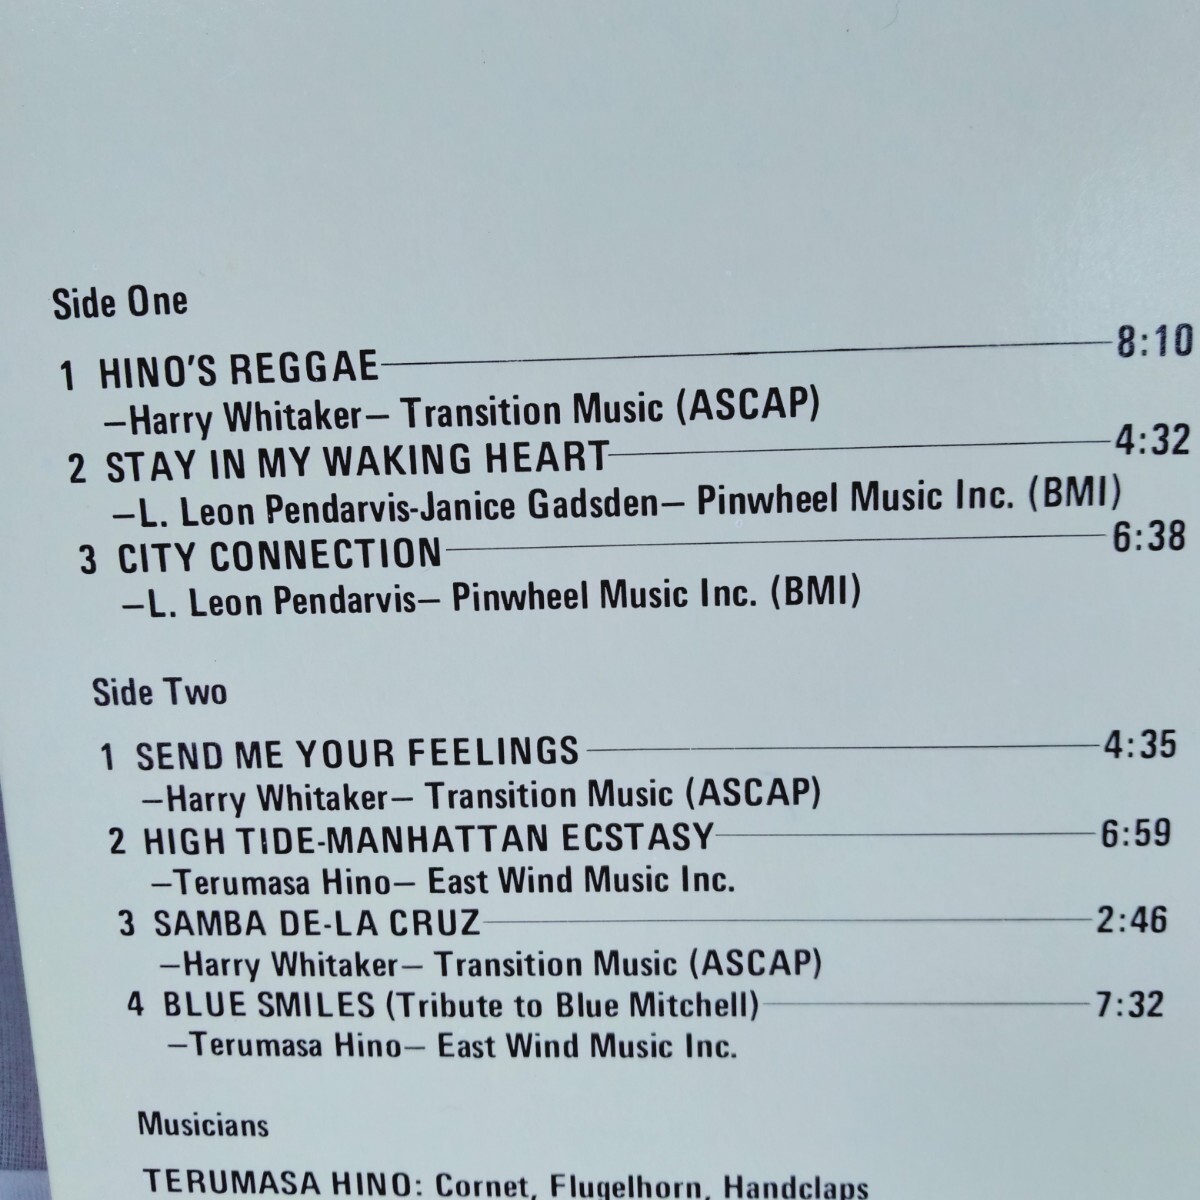 Side One
1 HINO'S REGGAE 8:10
—Harry Whitaker— Transition Music (ASCAP)
2 STAY IN MY WAKING HEART 4:32
—L. Leon Pendarvis-Janice Gadsden— Pinwheel Music Inc. (BMI)
3 CITY CONNECTION 6:38
—L. Leon Pendarvis— Pinwheel Music Inc. (BMI)
Side Two
1 SEND ME YOUR FEELINGS 4:35
—Harry Whitaker— Transition Music (ASCAP)
2 HIGH TIDE-MANHATTAN ECSTASY 6:59
—Terumasa Hino— East Wind Music Inc.
3 SAMBA DE-LA CRUZ 2:46
—Harry Whitaker— Transition Music (ASCAP)
4 BLUE SMILES (Tribute to Blue Mitchell) 7:32
—Terumasa Hino— East Wind Music Inc.
Musicians
TERUMASA HINO: Cornet, Flugelhorn, Handclaps